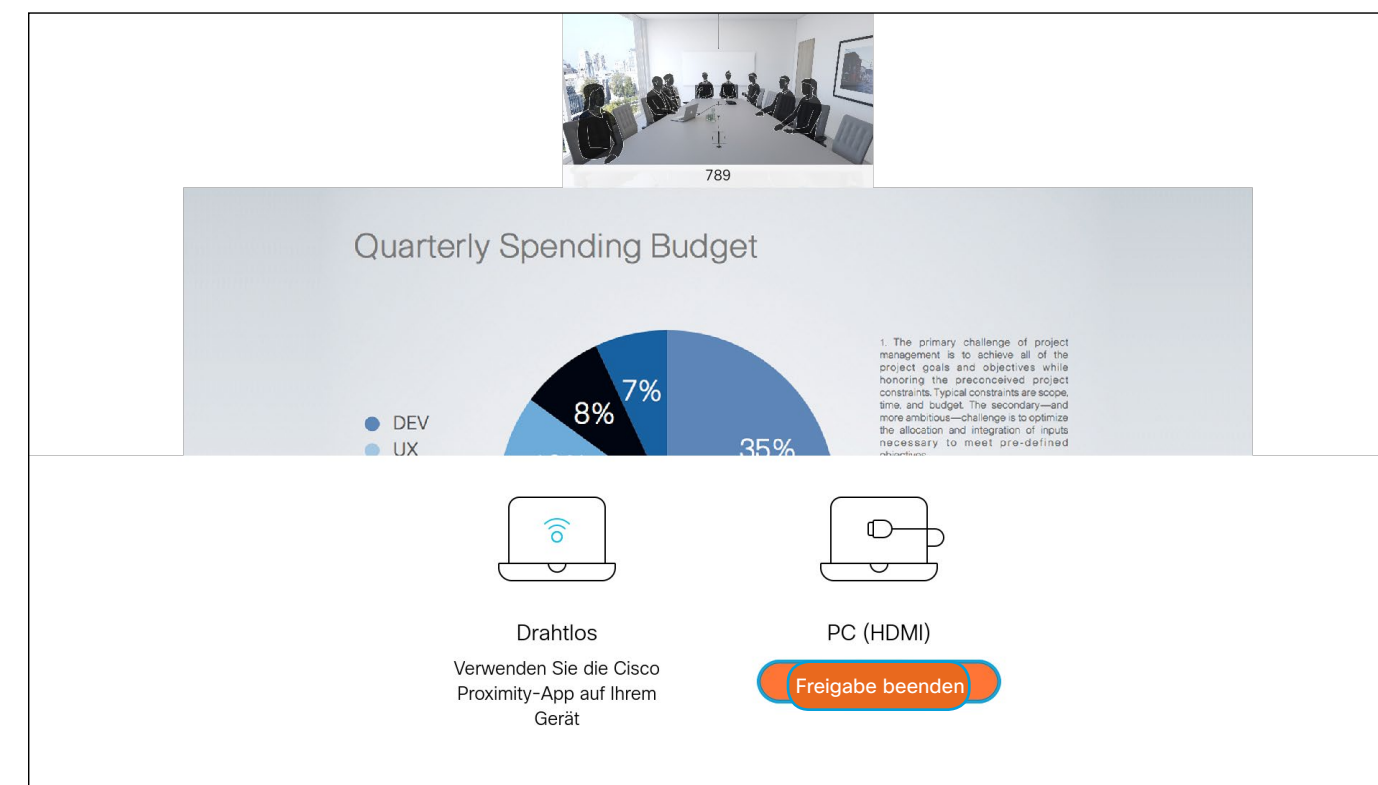 789
Quarterly Spending Budget
1. The primary challenge of project
management is to achieve all of the
project goals and objectives while
honoring the preconceived project
constraints. Typical constraints are scope,
time, and budget. The secondary—and
more ambitious—challenge is to optimize
the allocation and integration of inputs
necessary to meet pre-defined
objectives.
7%
8%
35%
DEV
UX
Drahtlos
Verwenden Sie die Cisco
Proximity-App auf Ihrem
Gerät
PC (HDMI)
Freigabe beenden